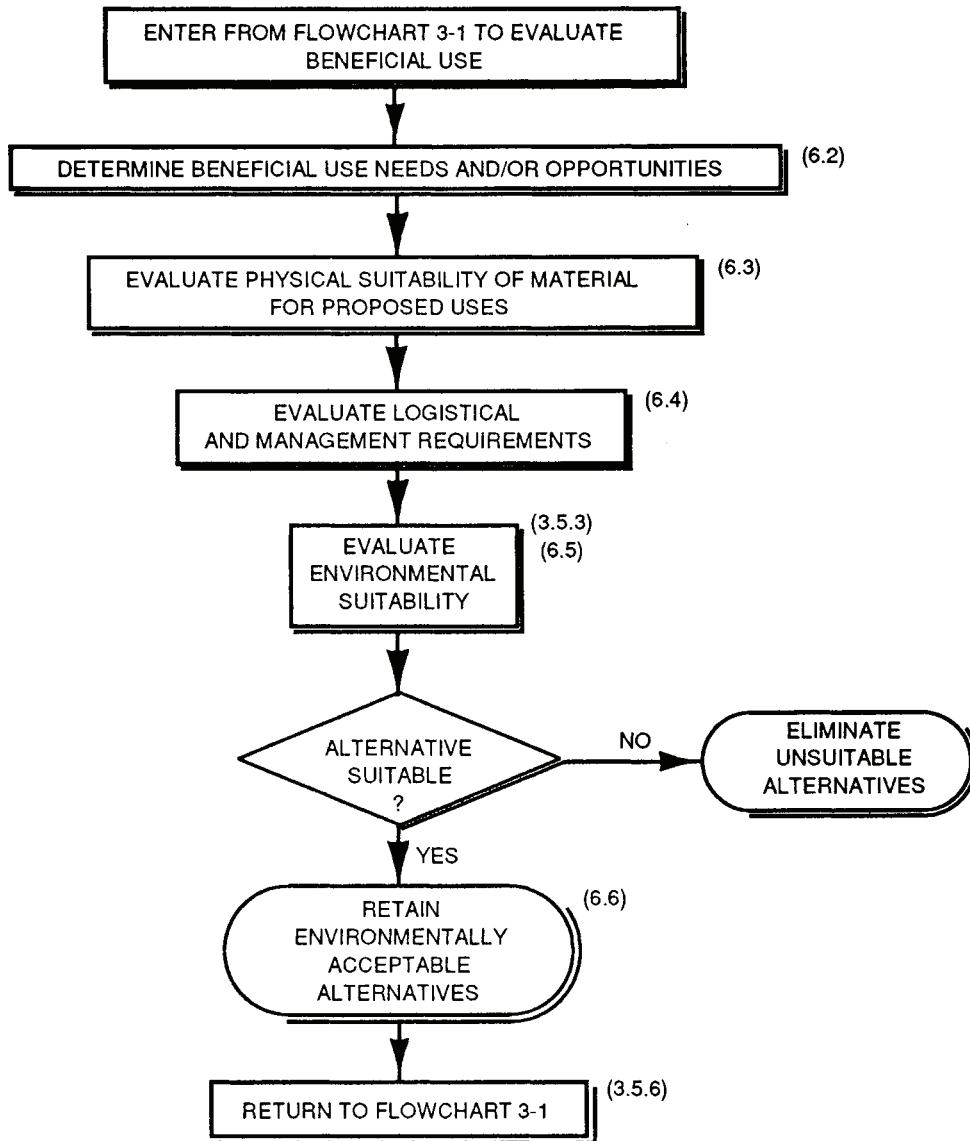 ENTER FROM FLOWCHART 3-1 TO EVALUATE
BENEFICIAL USE
DETERMINE BENEFICIAL USE NEEDS AND/OR OPPORTUNITIES
(6.2)
EVALUATE PHYSICAL SUITABILITY OF MATERIAL
FOR PROPOSED USES
(6.3)
EVALUATE LOGISTICAL
AND MANAGEMENT REQUIREMENTS
(6.4)
EVALUATE
ENVIRONMENTAL
SUITABILITY
(3.5.3)
(6.5)
ALTERNATIVE
SUITABLE
?
NO
ELIMINATE
UNSUITABLE
ALTERNATIVES
YES
RETAIN
ENVIRONMENTALLY
ACCEPTABLE
ALTERNATIVES
(6.6)
RETURN TO FLOWCHART 3-1
(3.5.6)